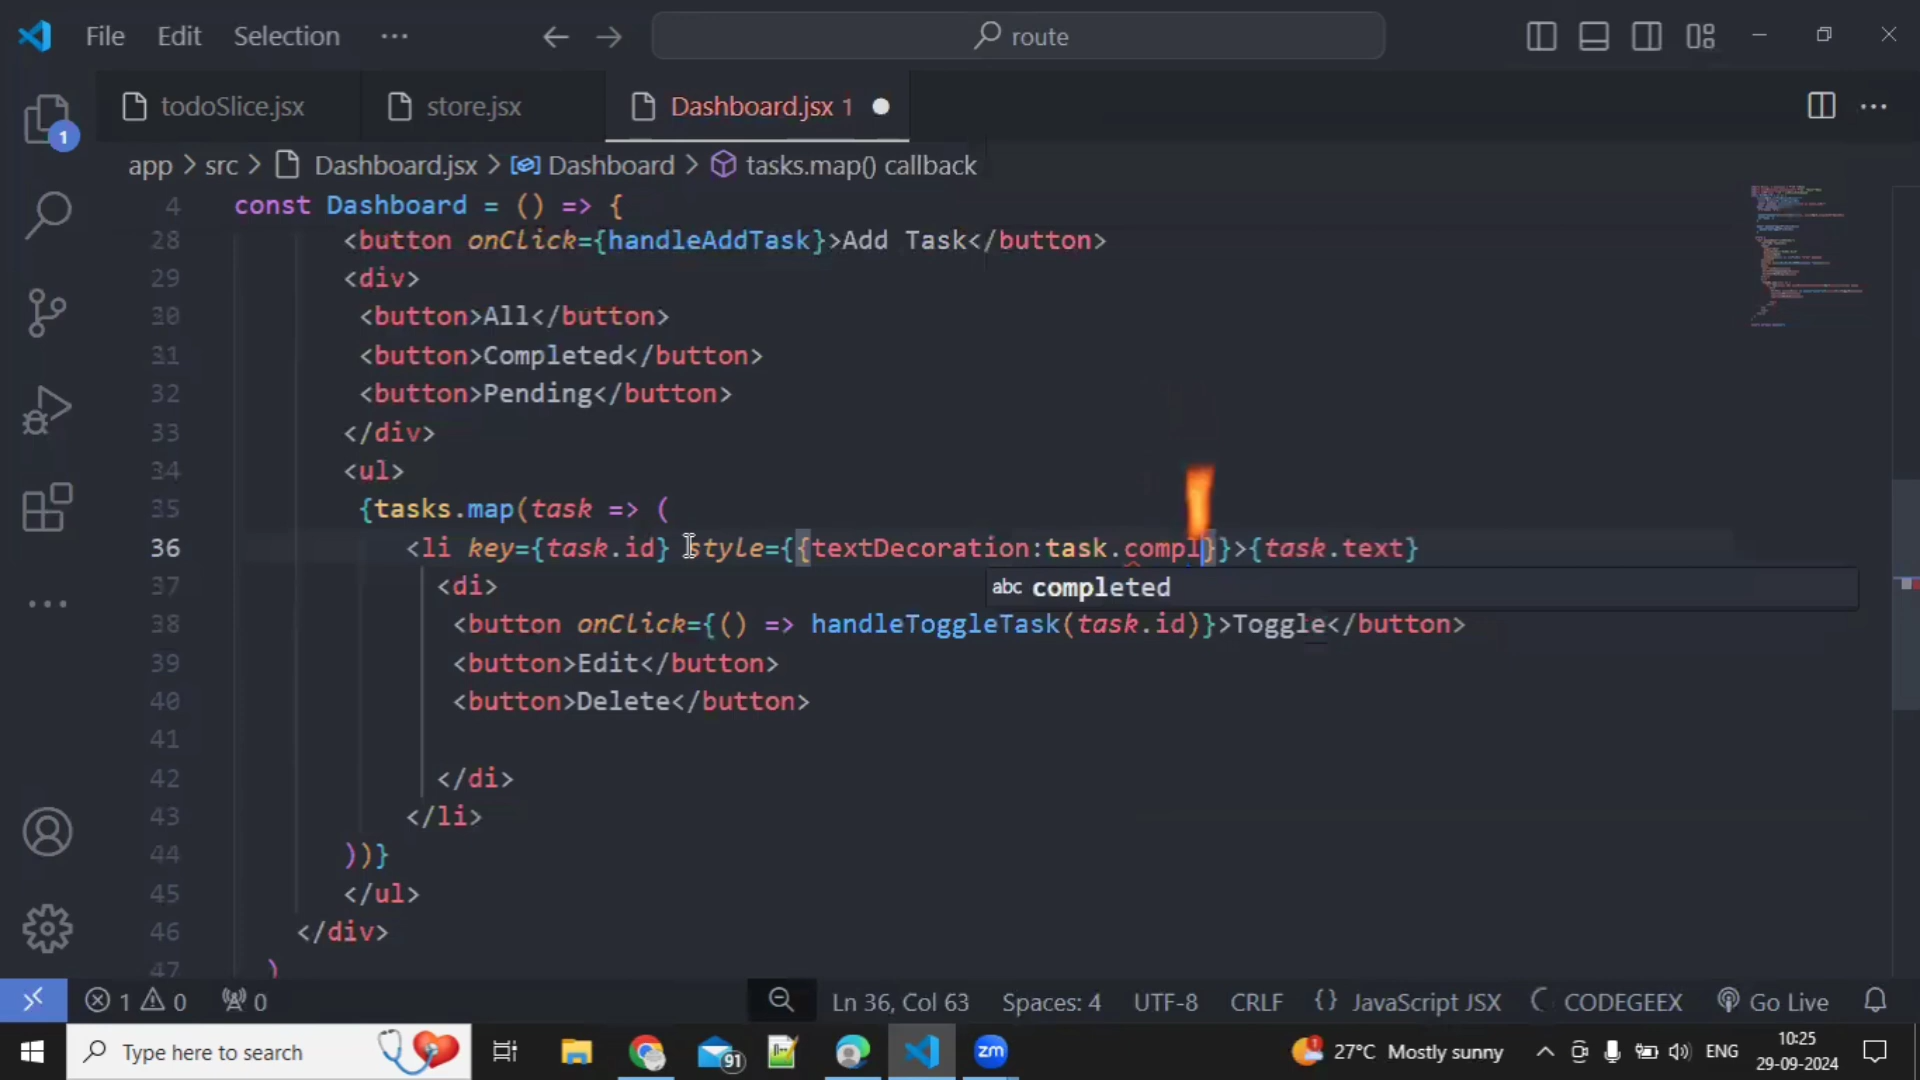 File Edit Selection ··· route
todoSlice.jsx store.jsx Dashboard.jsx 1
app > src > Dashboard.jsx > Dashboard > tasks.map() callback
4 const Dashboard = () => {
28 <button onClick={handleAddTask}>Add Task</button>
29 <div>
30 <button>All</button>
31 <button>Completed</button>
32 <button>Pending</button>
33 </div>
34 <ul>
35 {tasks.map(task => (
36 <li key={task.id} style={{textDecoration:task.compl}}>{task.text}
abc completed
37 <di>
38 <button onClick={() => handleToggleTask(task.id)}>Toggle</button>
39 <button>Edit</button>
40 <button>Delete</button>
41
42 </di>
43 </li>
44 ))}
45 </ul>
46 </div>
47 )
1
1 0 0 Ln 36, Col 63 Spaces: 4 UTF-8 CRLF {} JavaScript JSX CODEGEEX Go Live
Type here to search 91 zm 27°C Mostly sunny ENG 10:25
29-09-2024